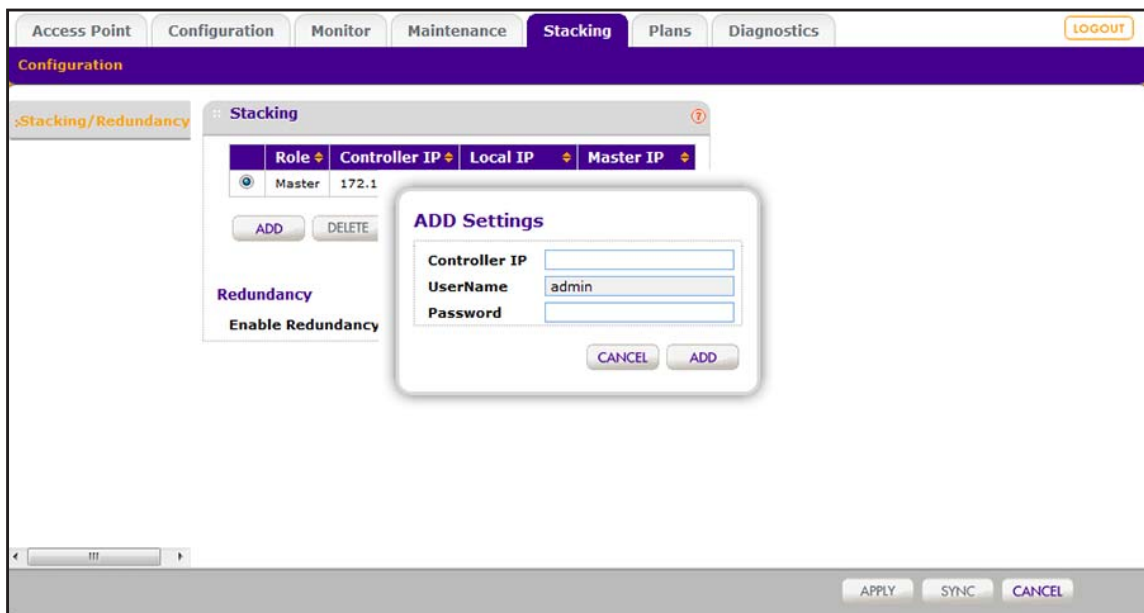 Access Point Configuration Monitor Maintenance Stacking Plans Diagnostics LOGOUT
Configuration
Stacking/Redundancy
Stacking ?
Role Controller IP Local IP Master IP
Master 172.1
ADD DELETE
ADD Settings
Controller IP
UserName admin
Password
CANCEL ADD
Redundancy
Enable Redundancy
APPLY SYNC CANCEL